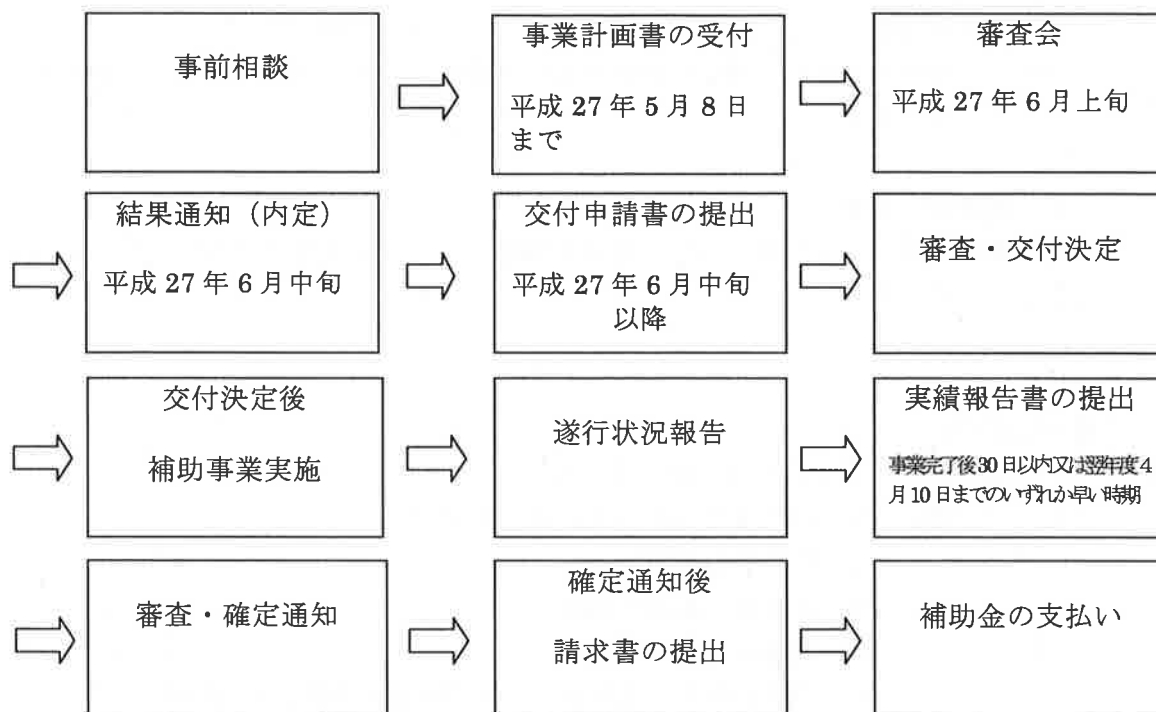 事前相談
事業計画書の受付
平成 27 年 5 月 8 日
まで
審査会
平成 27 年 6 月上旬
結果通知（内定）
平成 27 年 6 月中旬
交付申請書の提出
平成 27 年 6 月中旬
以降
審査・交付決定
交付決定後
補助事業実施
遂行状況報告
実績報告書の提出
事業完了後30日以内又は翌年度4
月10日までのいずれか早い時期
審査・確定通知
確定通知後
請求書の提出
補助金の支払い